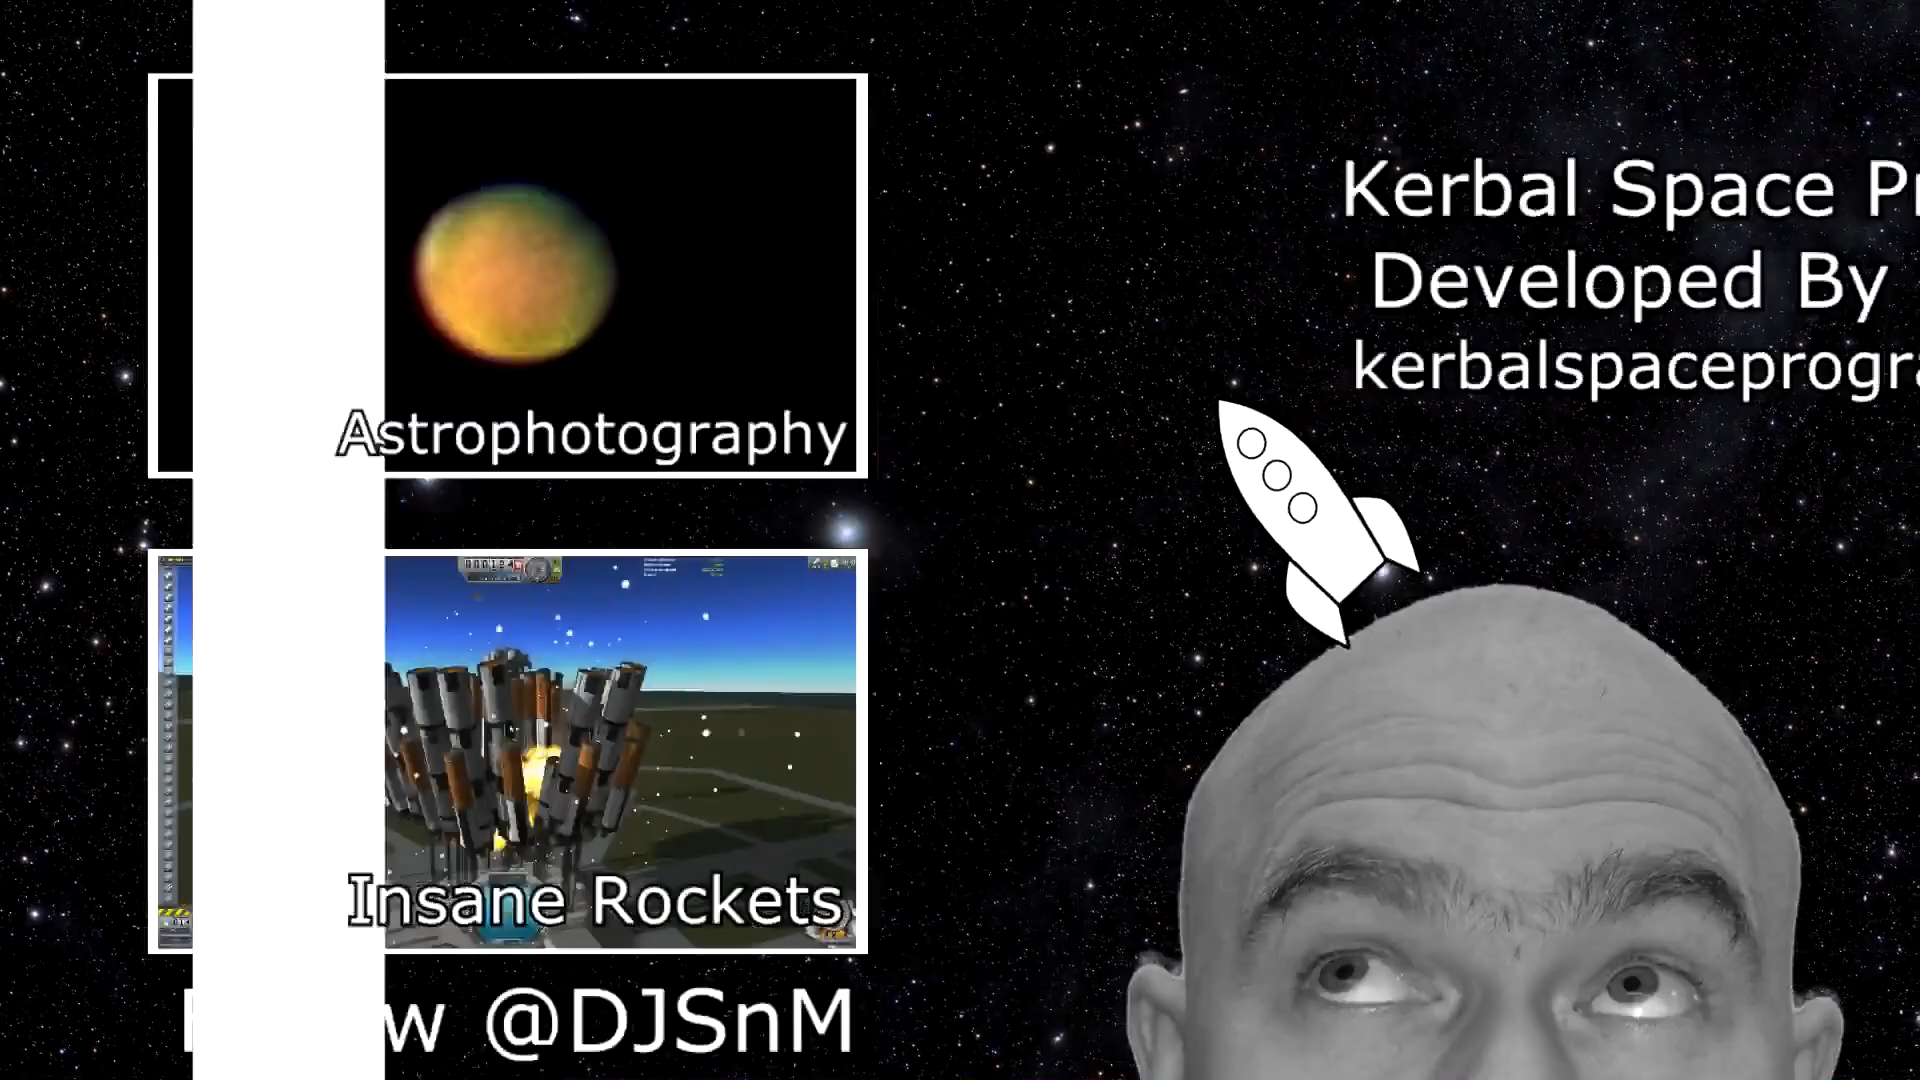 Kerbal Space Pr
Developed By
kerbalspaceprogra
Astrophotography
Insane Rockets
w @DJSnM